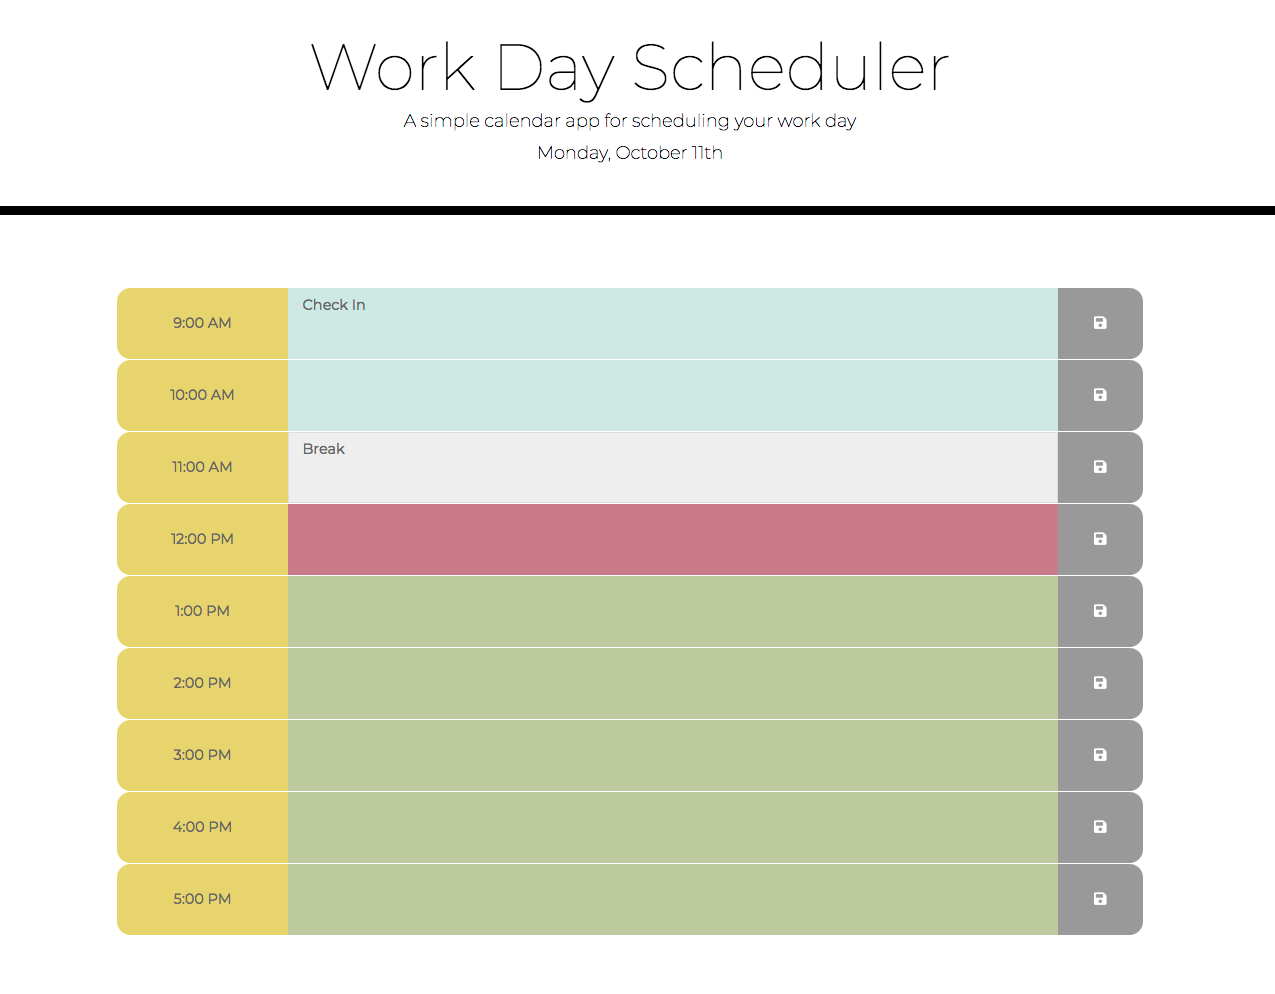 Work Day Scheduler
A simple calendar app for scheduling your work day
Monday, October 11th
9:00 AM
Check In
10:00 AM
11:00 AM
Break
12:00 PM
1:00 PM
2:00 PM
3:00 PM
4:00 PM
5:00 PM